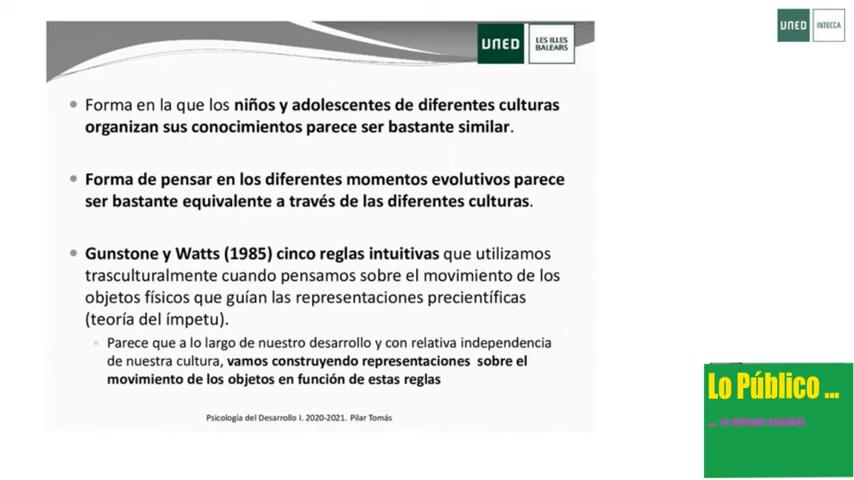 UNED
INTECCA
UNED
LES ILLES
BALEARS
Forma en la que los niños y adolescentes de diferentes culturas
organizan sus conocimientos parece ser bastante similar.
Forma de pensar en los diferentes momentos evolutivos parece
ser bastante equivalente a través de las diferentes culturas.
Gunstone y Watts (1985) cinco reglas intuitivas que utilizamos
trasculturalmente cuando pensamos sobre el movimiento de los
objetos físicos que guían las representaciones precientíficas
(teoría del ímpetu).
Parece que a lo largo de nuestro desarrollo y con relativa independencia
de nuestra cultura, vamos construyendo representaciones sobre el
movimiento de los objetos en función de estas reglas
Psicología del Desarrollo I. 2020-2021. Pilar Tomás
Lo Público ...